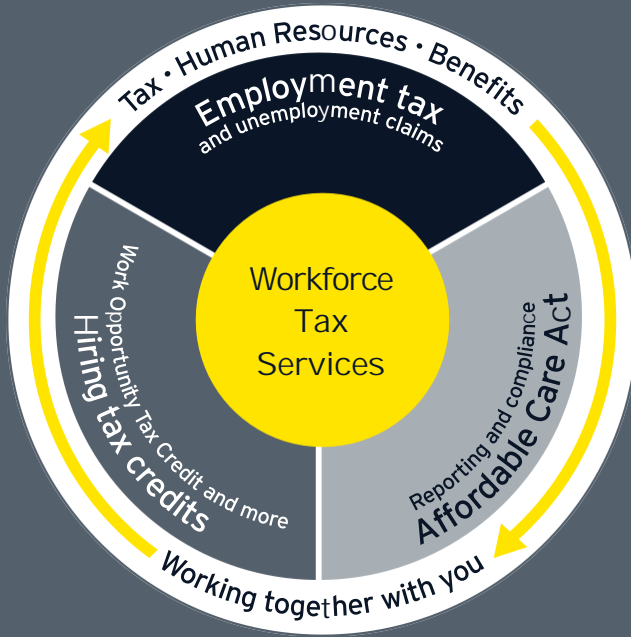 Tax • Human Resources • Benefits
Employment tax
and unemployment claims
Workforce
Tax
Services
Work Opportunity Tax Credit and more
Hiring tax credits
Reporting and compliance
Affordable Care Act
Working together with you